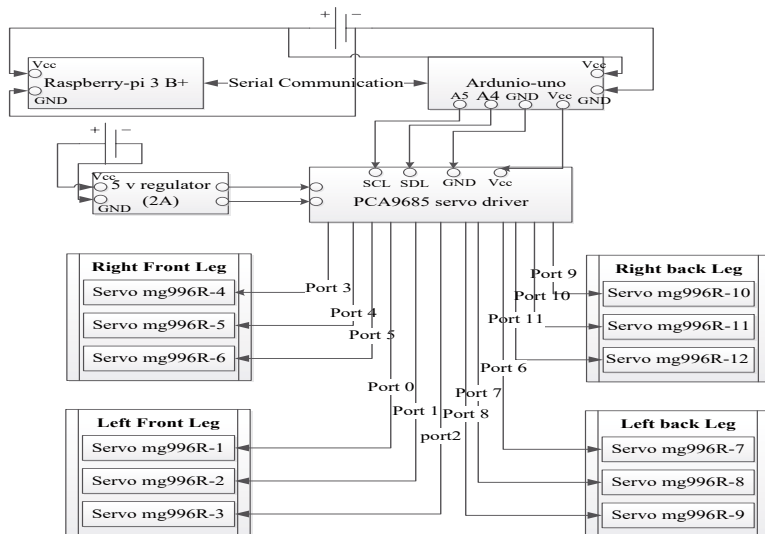 + −
Vcc
Raspberry-pi 3 B+
GND
Serial Communication
Ardunio-uno
Vcc
A5 A4 GND Vcc
GND
+ −
Vcc
5 v regulator
(2A)
GND
SCL SDL GND Vcc
PCA9685 servo driver
Right Front Leg
Servo mg996R-4
Servo mg996R-5
Servo mg996R-6
Port 3
Port 4
Port 5
Port 0
Port 1
port2
Port 9
Port 10
Port 11
Port 6
Port 7
Port 8
Right back Leg
Servo mg996R-10
Servo mg996R-11
Servo mg996R-12
Left Front Leg
Servo mg996R-1
Servo mg996R-2
Servo mg996R-3
Left back Leg
Servo mg996R-7
Servo mg996R-8
Servo mg996R-9